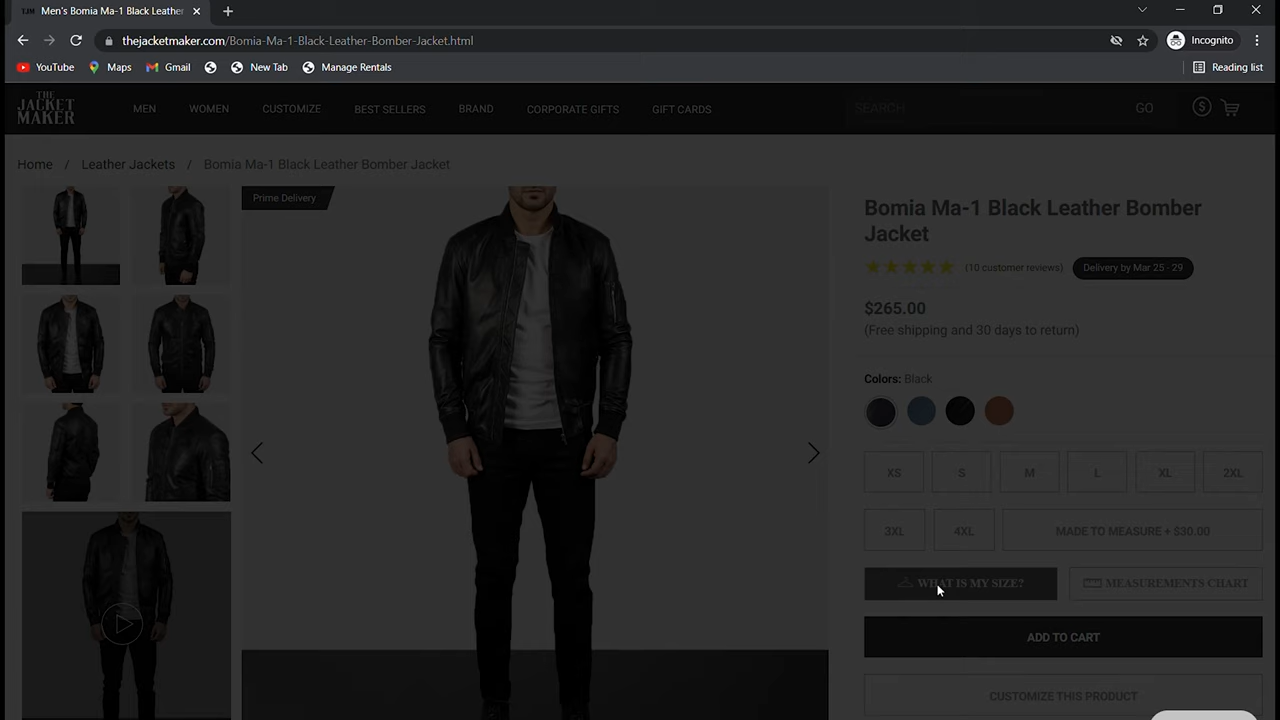 TJM Men's Bomia Ma-1 Black Leather
thejacketmaker.com/Bomia-Ma-1-Black-Leather-Bomber-Jacket.html
Incognito
YouTube Maps Gmail New Tab Manage Rentals Reading list
THE
JACKET
MAKER
MEN WOMEN CUSTOMIZE BEST SELLERS BRAND CORPORATE GIFTS GIFT CARDS SEARCH GO $
Home / Leather Jackets / Bomia Ma-1 Black Leather Bomber Jacket
Prime Delivery
Bomia Ma-1 Black Leather Bomber
Jacket
(10 customer reviews) Delivery by Mar 25 - 29
$265.00
(Free shipping and 30 days to return)
Colors: Black
XS S M L XL 2XL
3XL 4XL MADE TO MEASURE + $30.00
WHAT IS MY SIZE? MEASUREMENTS CHART
ADD TO CART
CUSTOMIZE THIS PRODUCT